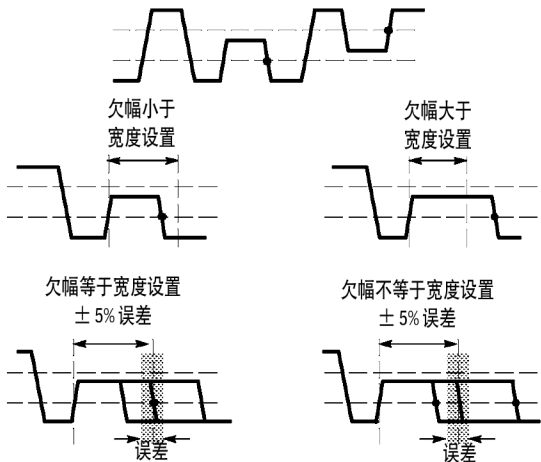 欠幅小于
宽度设置
欠幅大于
宽度设置
欠幅等于宽度设置
± 5% 误差
欠幅不等于宽度设置
± 5% 误差
误差
误差